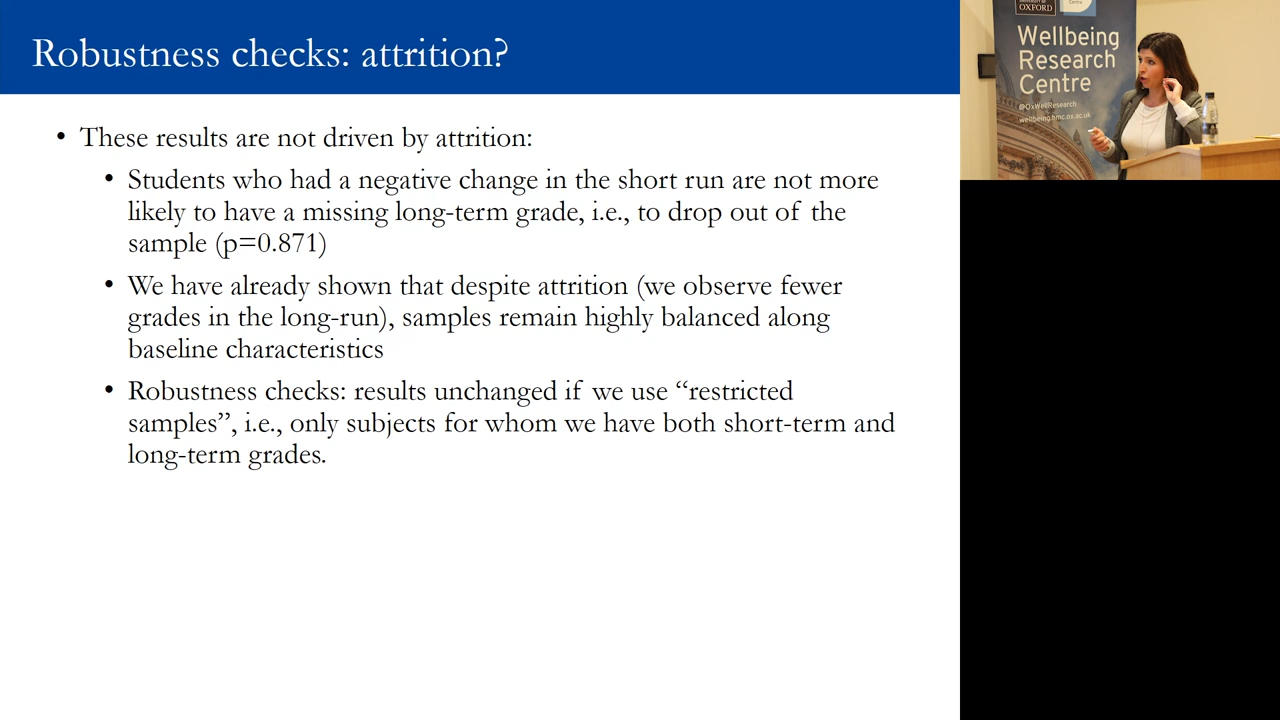 Robustness checks: attrition?
• These results are not driven by attrition:
• Students who had a negative change in the short run are not more
likely to have a missing long-term grade, i.e., to drop out of the
sample (p=0.871)
• We have already shown that despite attrition (we observe fewer
grades in the long-run), samples remain highly balanced along
baseline characteristics
• Robustness checks: results unchanged if we use “restricted
samples”, i.e., only subjects for whom we have both short-term and
long-term grades.
OXFORD
Centre
Wellbeing
Research
Centre
@OxWellResearch
wellbeing.hmc.ox.ac.uk